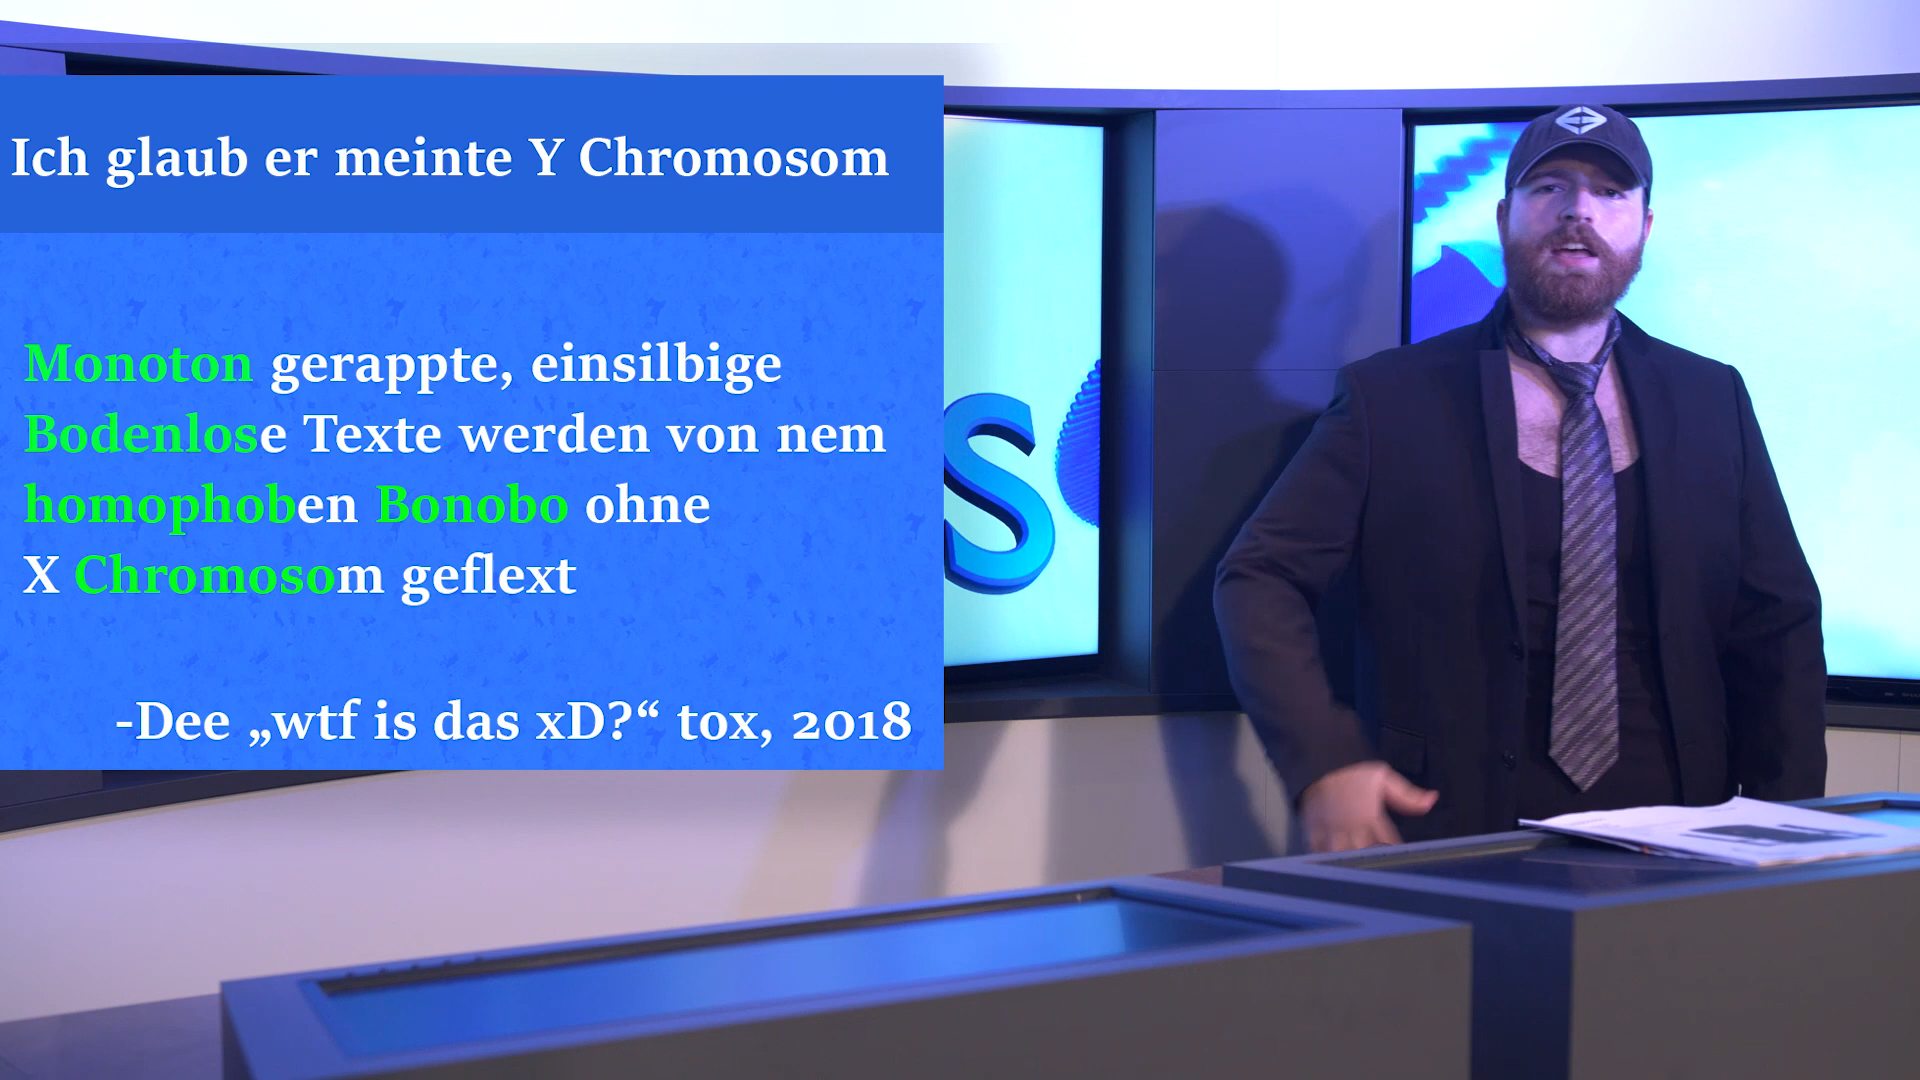 Ich glaub er meinte Y Chromosom
Monoton gerappte, einsilbige
Bodenlose Texte werden von nem
homophoben Bonobo ohne
X Chromosom geflext
-Dee „wtf is das xD?“ tox, 2018
S